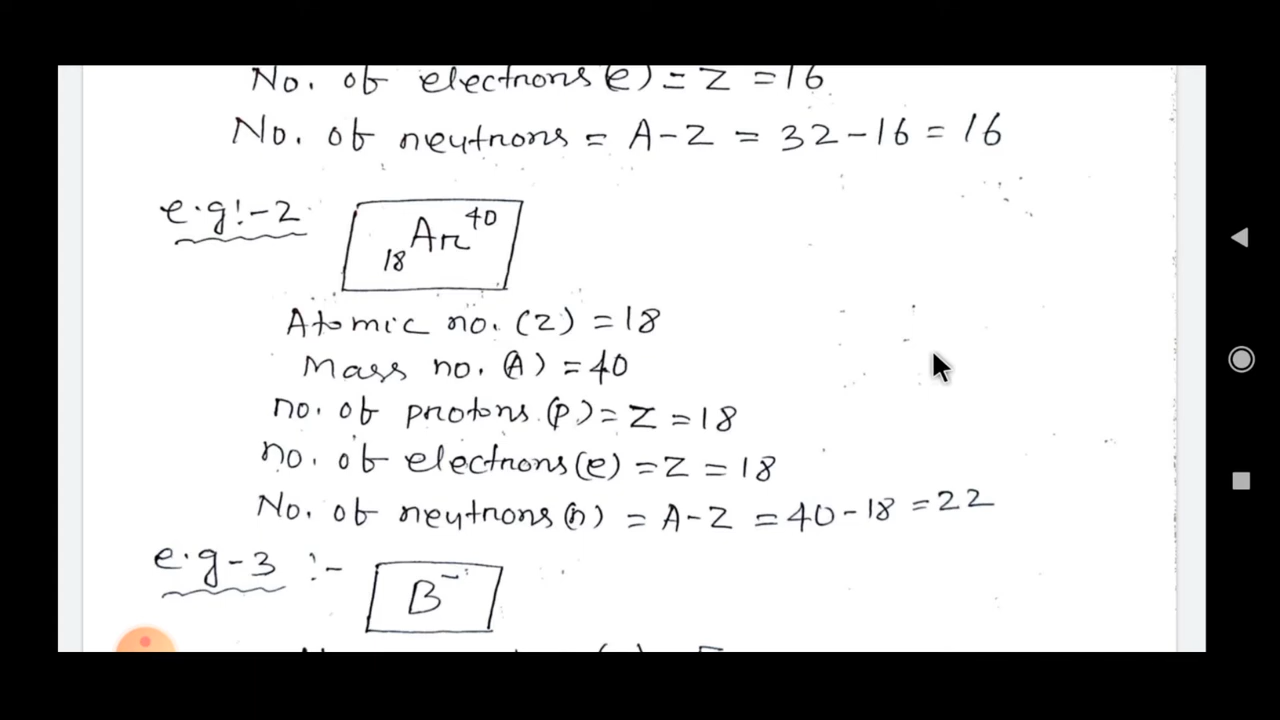 No. of electrons(e) = Z = 16
No. of neutrons = A-Z = 32-16 = 16
e.g:-2
18Ar40
Atomic no. (Z) = 18
Mass no. (A) = 40
no. of protons (p) = Z = 18
no. of electrons(e) = Z = 18
No. of neutrons(n) = A-Z = 40-18 = 22
e.g-3 :-
B-